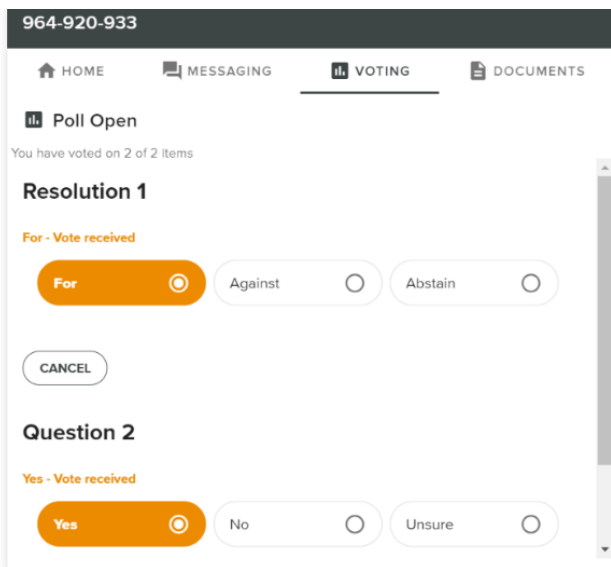 964-920-933
HOME MESSAGING VOTING DOCUMENTS
Poll Open
You have voted on 2 of 2 items
Resolution 1
For - Vote received
For Against Abstain
CANCEL
Question 2
Yes - Vote received
Yes No Unsure